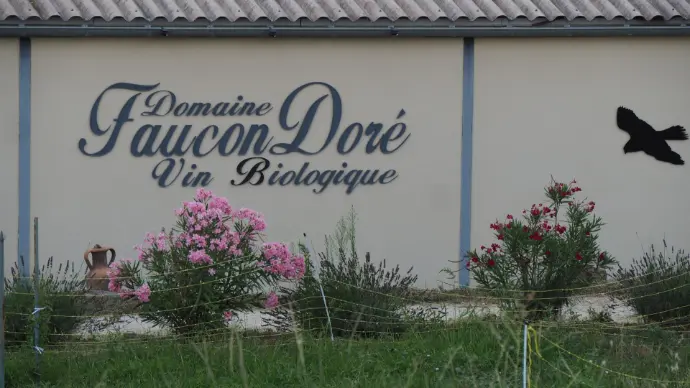 Domaine
Faucon Doré
Vin Biologique